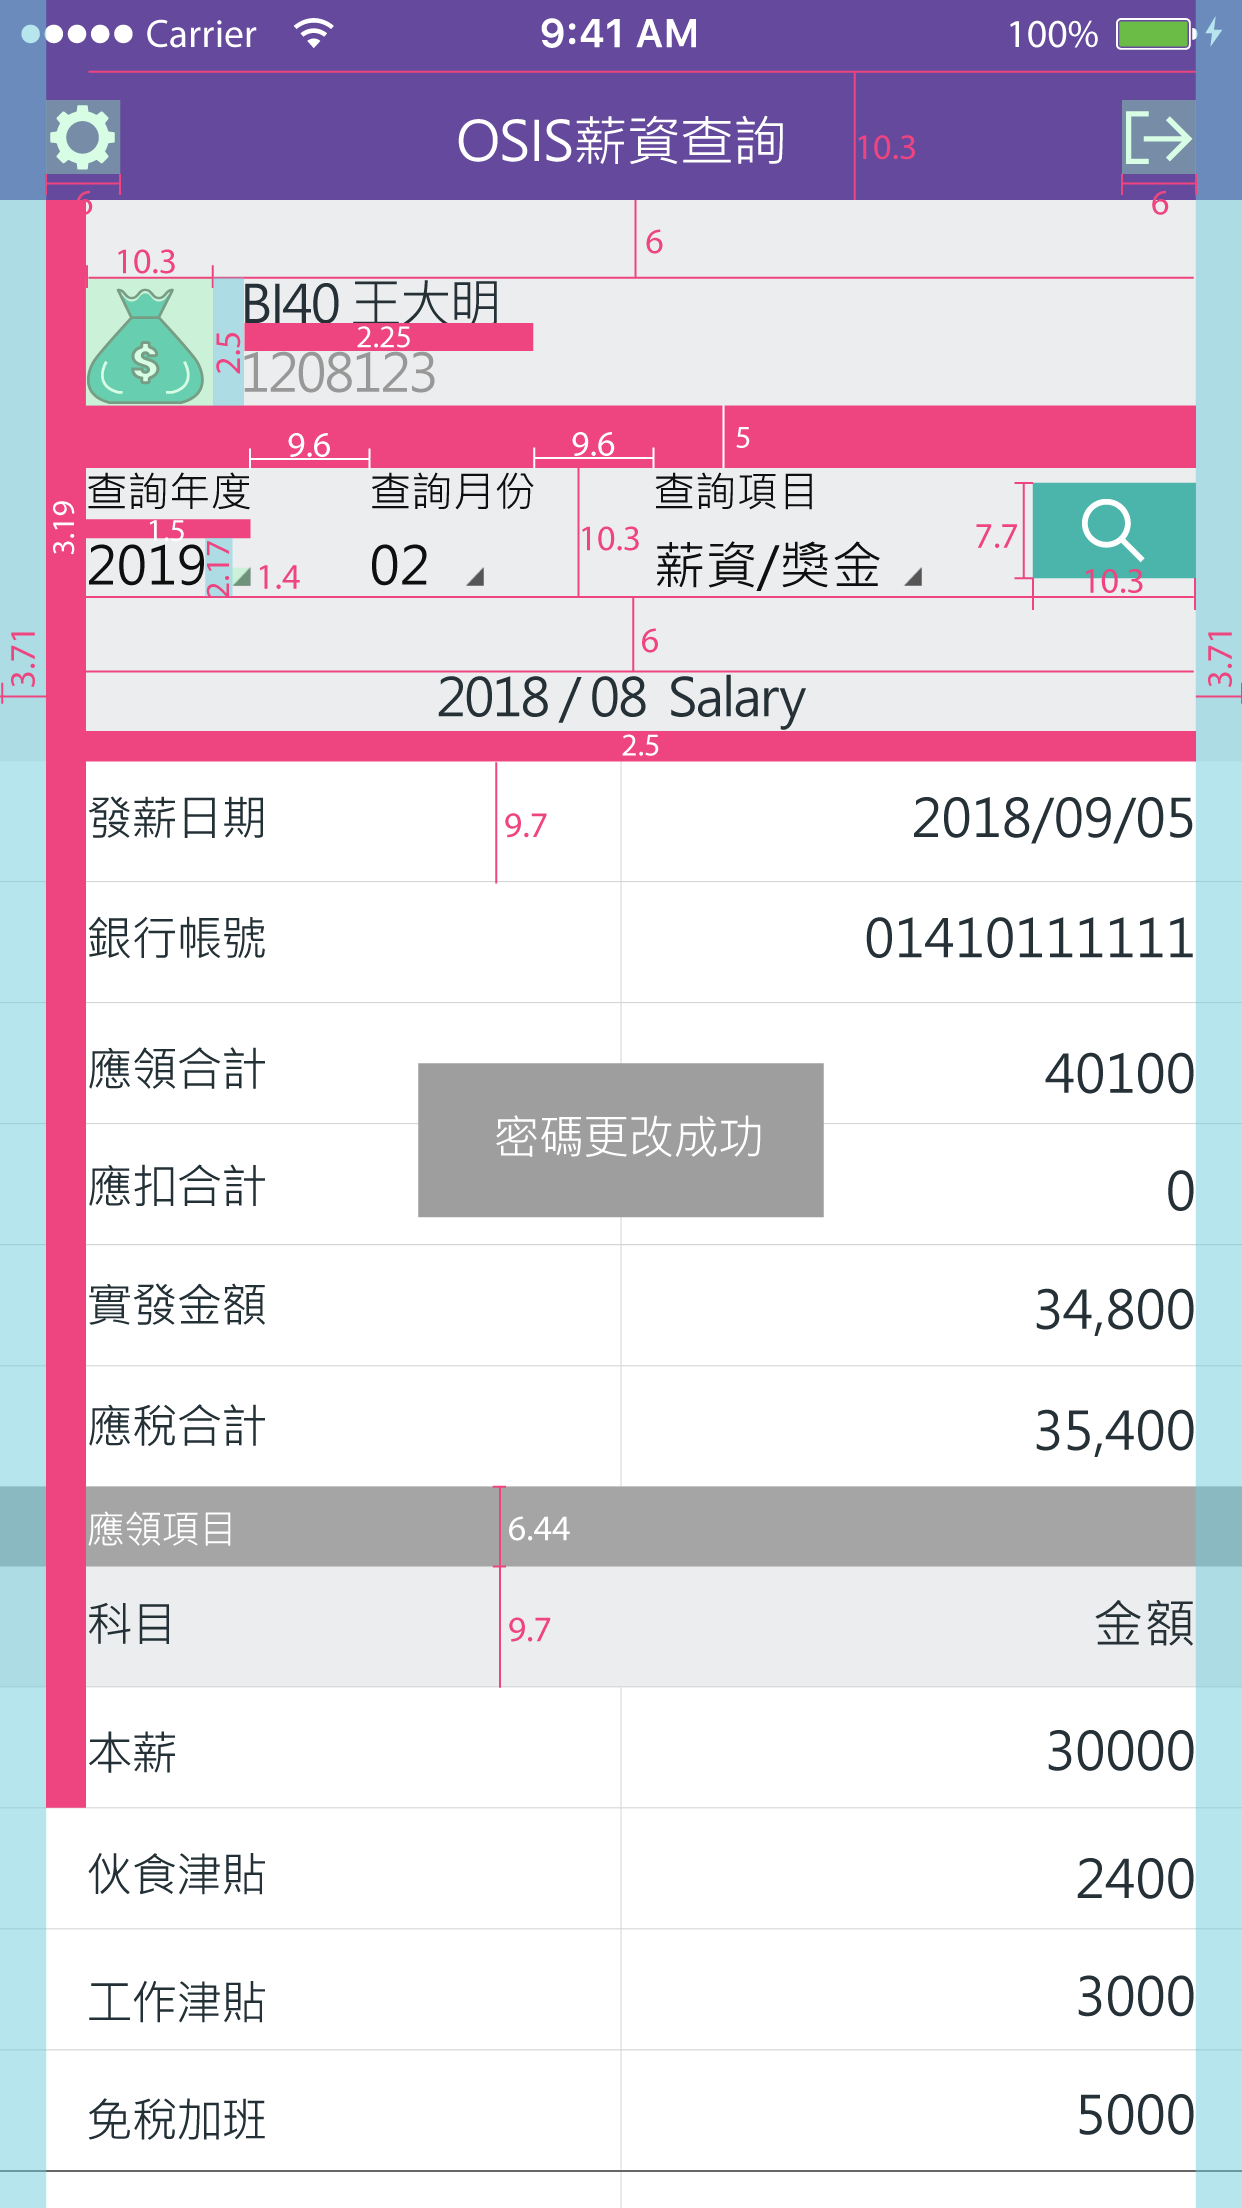 Carrier 9:41 AM 100%
OSIS薪資查詢
10.3
6 6
6
10.3
BI40 王大明
2.25
2.5
1208123
9.6 9.6 5
查詢年度 查詢月份 查詢項目
3.19
1.5
2019 02 薪資/獎金
2.17 1.4 10.3 7.7 10.3
6
3.71 3.71
2018 / 08 Salary
2.5
發薪日期 9.7 2018/09/05
銀行帳號 01410111111
應領合計 40100
密碼更改成功
應扣合計 0
實發金額 34,800
應稅合計 35,400
應領項目 6.44
科目 9.7 金額
本薪 30000
伙食津貼 2400
工作津貼 3000
免稅加班 5000